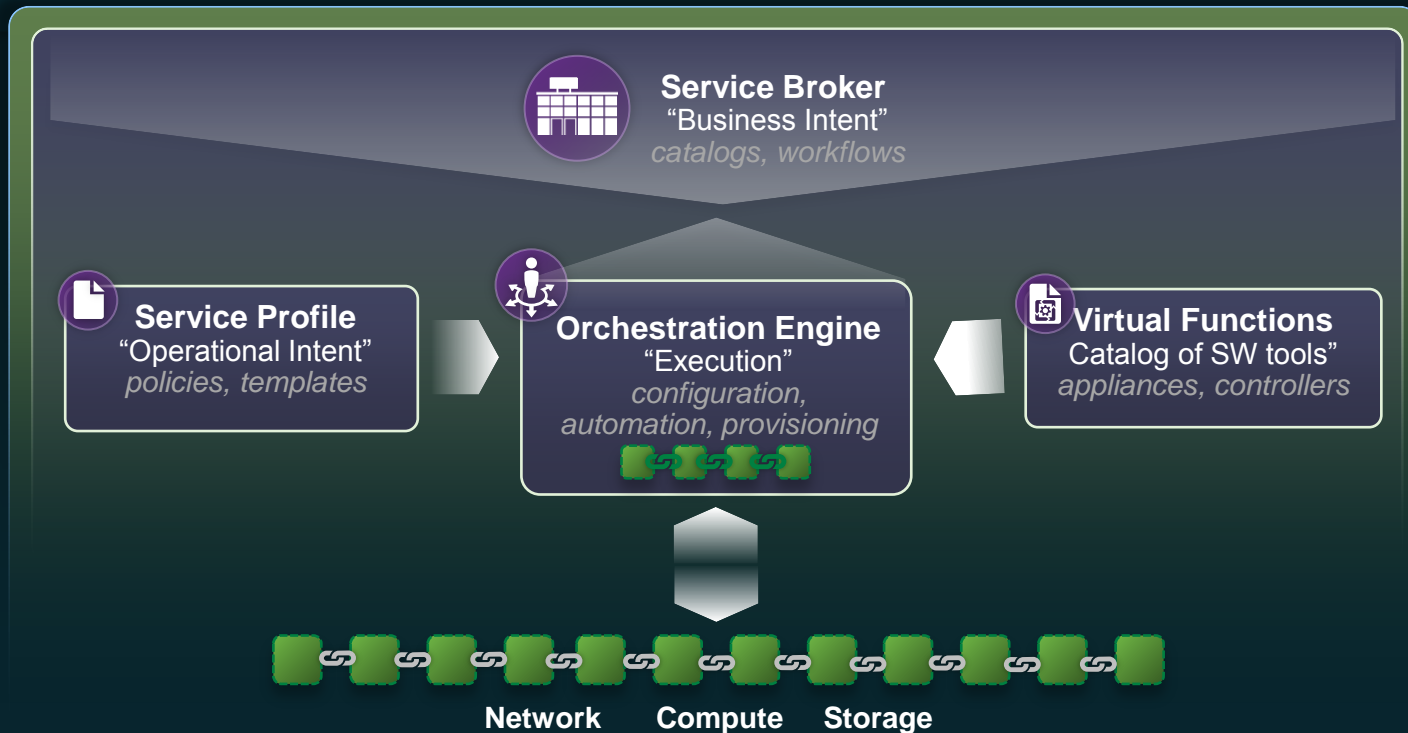 Service Broker
“Business Intent”
catalogs, workflows
Service Profile
“Operational Intent”
policies, templates
Orchestration Engine
“Execution”
configuration,
automation, provisioning
Virtual Functions
Catalog of SW tools”
appliances, controllers
Network Compute Storage